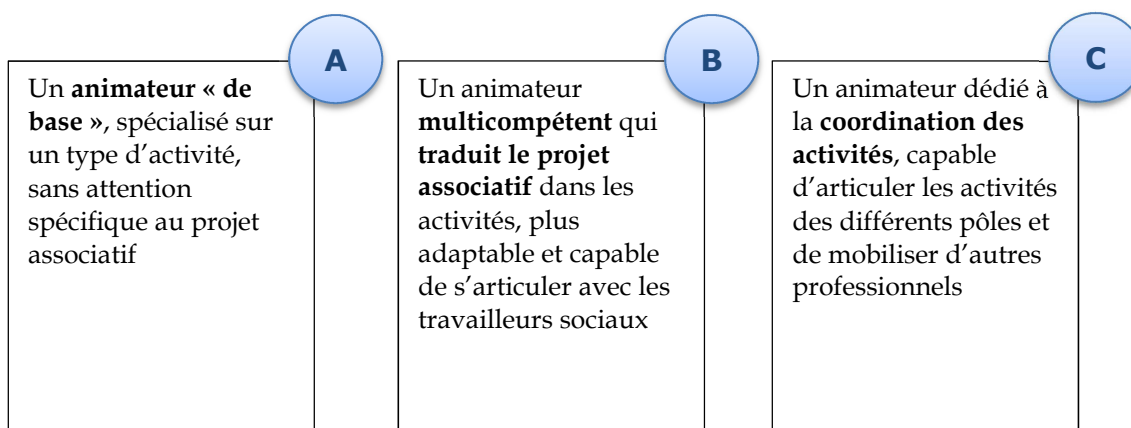 A
Un animateur « de
base », spécialisé sur
un type d’activité,
sans attention
spécifique au projet
associatif
B
Un animateur
multicompétent qui
traduit le projet
associatif dans les
activités, plus
adaptable et capable
de s’articuler avec les
travailleurs sociaux
C
Un animateur dédié à
la coordination des
activités, capable
d’articuler les activités
des différents pôles et
de mobiliser d’autres
professionnels